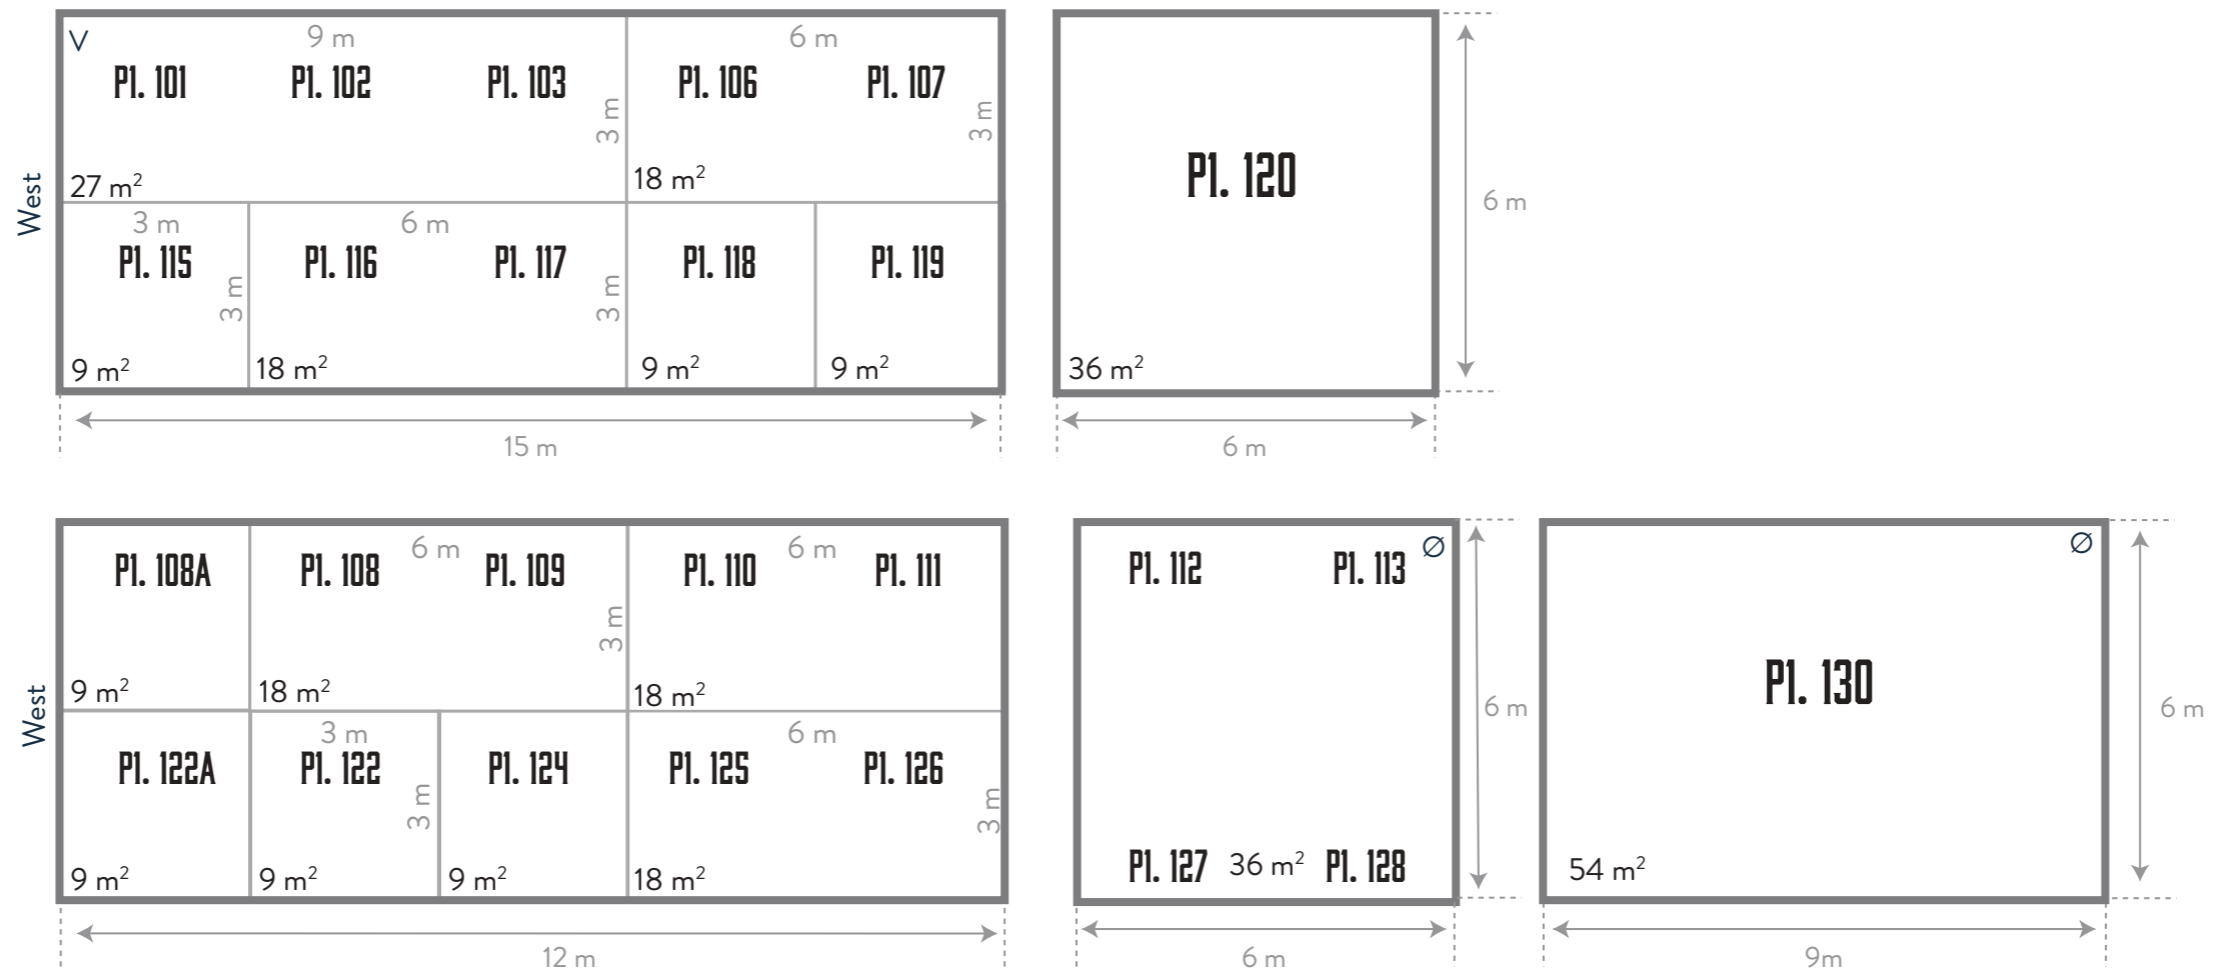 V 9 m 6 m
Pl. 101 Pl. 102 Pl. 103 Pl. 106 Pl. 107
3 m 3 m
27 m² 18 m²
West
3 m 6 m
Pl. 115 Pl. 116 Pl. 117 Pl. 118 Pl. 119
3 m 3 m
9 m² 18 m² 9 m² 9 m²
15 m
Pl. 120
6 m
36 m²
6 m
Pl. 108A Pl. 108 6 m Pl. 109 Pl. 110 6 m Pl. 111
3 m
9 m² 18 m² 18 m²
West
3 m 6 m
Pl. 122A Pl. 122 Pl. 124 Pl. 125 Pl. 126
3 m 3 m
9 m² 9 m² 9 m² 18 m²
12 m
Ø
Pl. 112 Pl. 113
6 m
Pl. 127 36 m² Pl. 128
6 m
Ø
Pl. 130
6 m
54 m²
9m